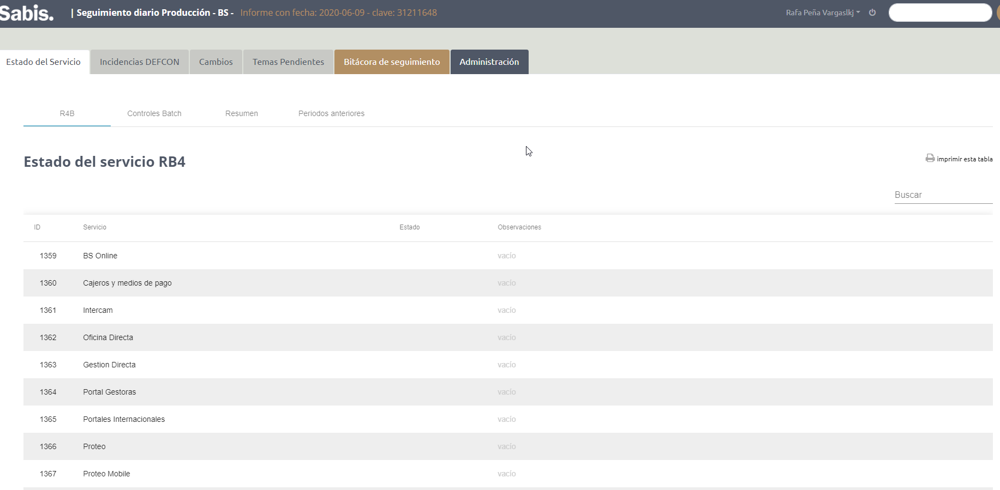 Sabis.
| Seguimiento diario Producción - BS - Informe con fecha: 2020-06-09 - clave: 31211648
Rafa Peña Vargaslkj
Estado del Servicio
Incidencias DEFCON
Cambios
Temas Pendientes
Bitácora de seguimiento
Administración
R4B
Controles Batch
Resumen
Periodos anteriores
Estado del servicio RB4
imprimir esta tabla
Buscar
ID Servicio Estado Observaciones
1359 BS Online vacío
1360 Cajeros y medios de pago vacío
1361 Intercam vacío
1362 Oficina Directa vacío
1363 Gestion Directa vacío
1364 Portal Gestoras vacío
1365 Portales Internacionales vacío
1366 Proteo vacío
1367 Proteo Mobile vacío